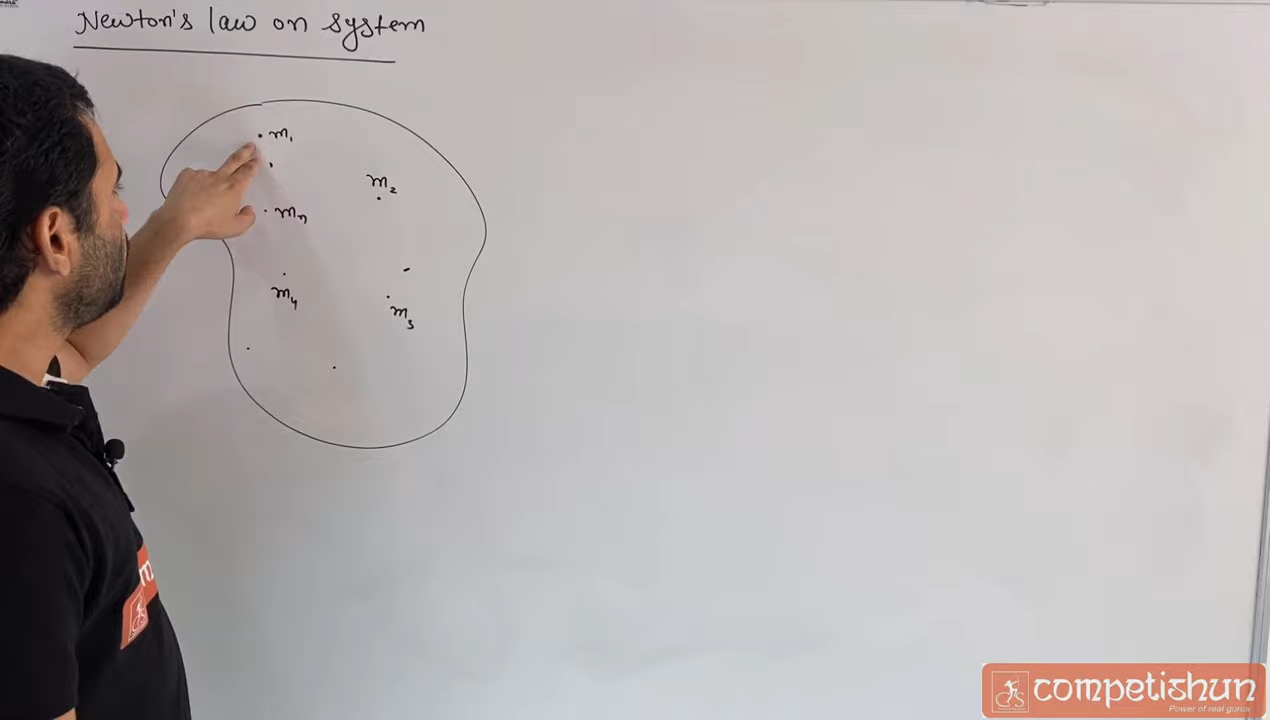 Newton's law on system
m1
m2
mn
m4
m3
competishun
Power of real gurus